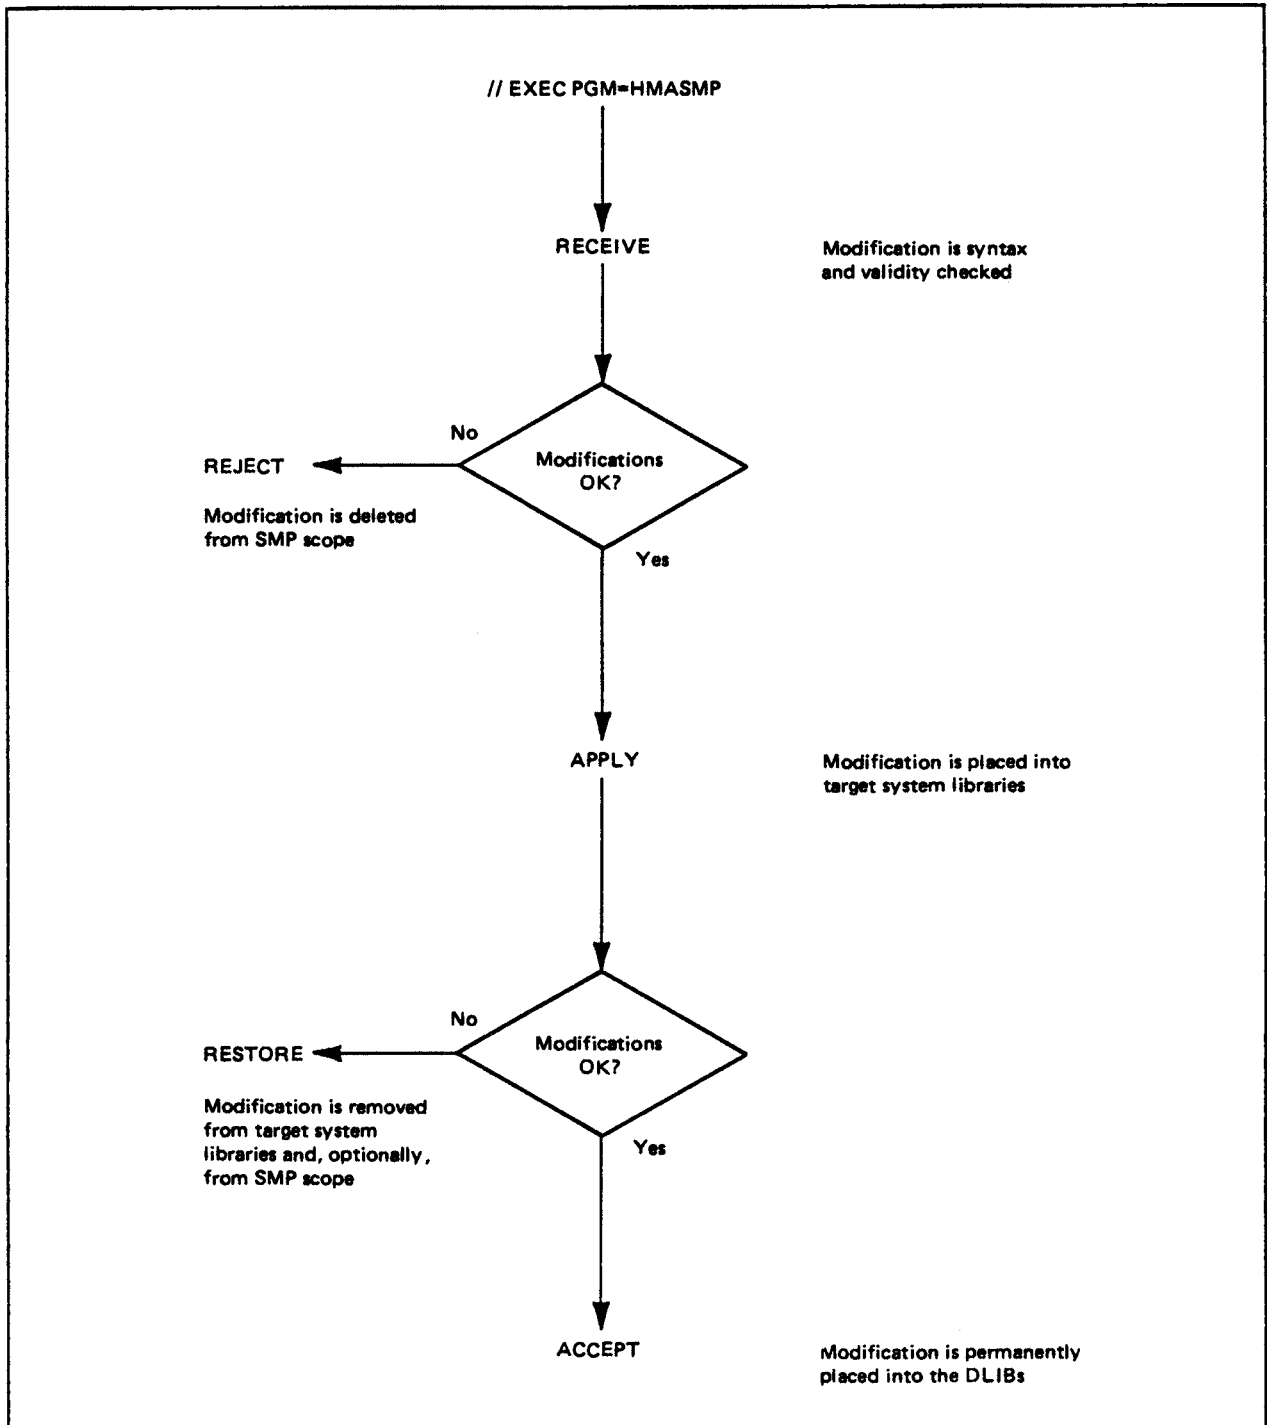 // EXEC PGM=HMASMP
RECEIVE
Modification is syntax
and validity checked
No
Modifications
OK?
REJECT
Modification is deleted
from SMP scope
Yes
APPLY
Modification is placed into
target system libraries
No
Modifications
OK?
RESTORE
Modification is removed
from target system
libraries and, optionally,
from SMP scope
Yes
ACCEPT
Modification is permanently
placed into the DLIBs